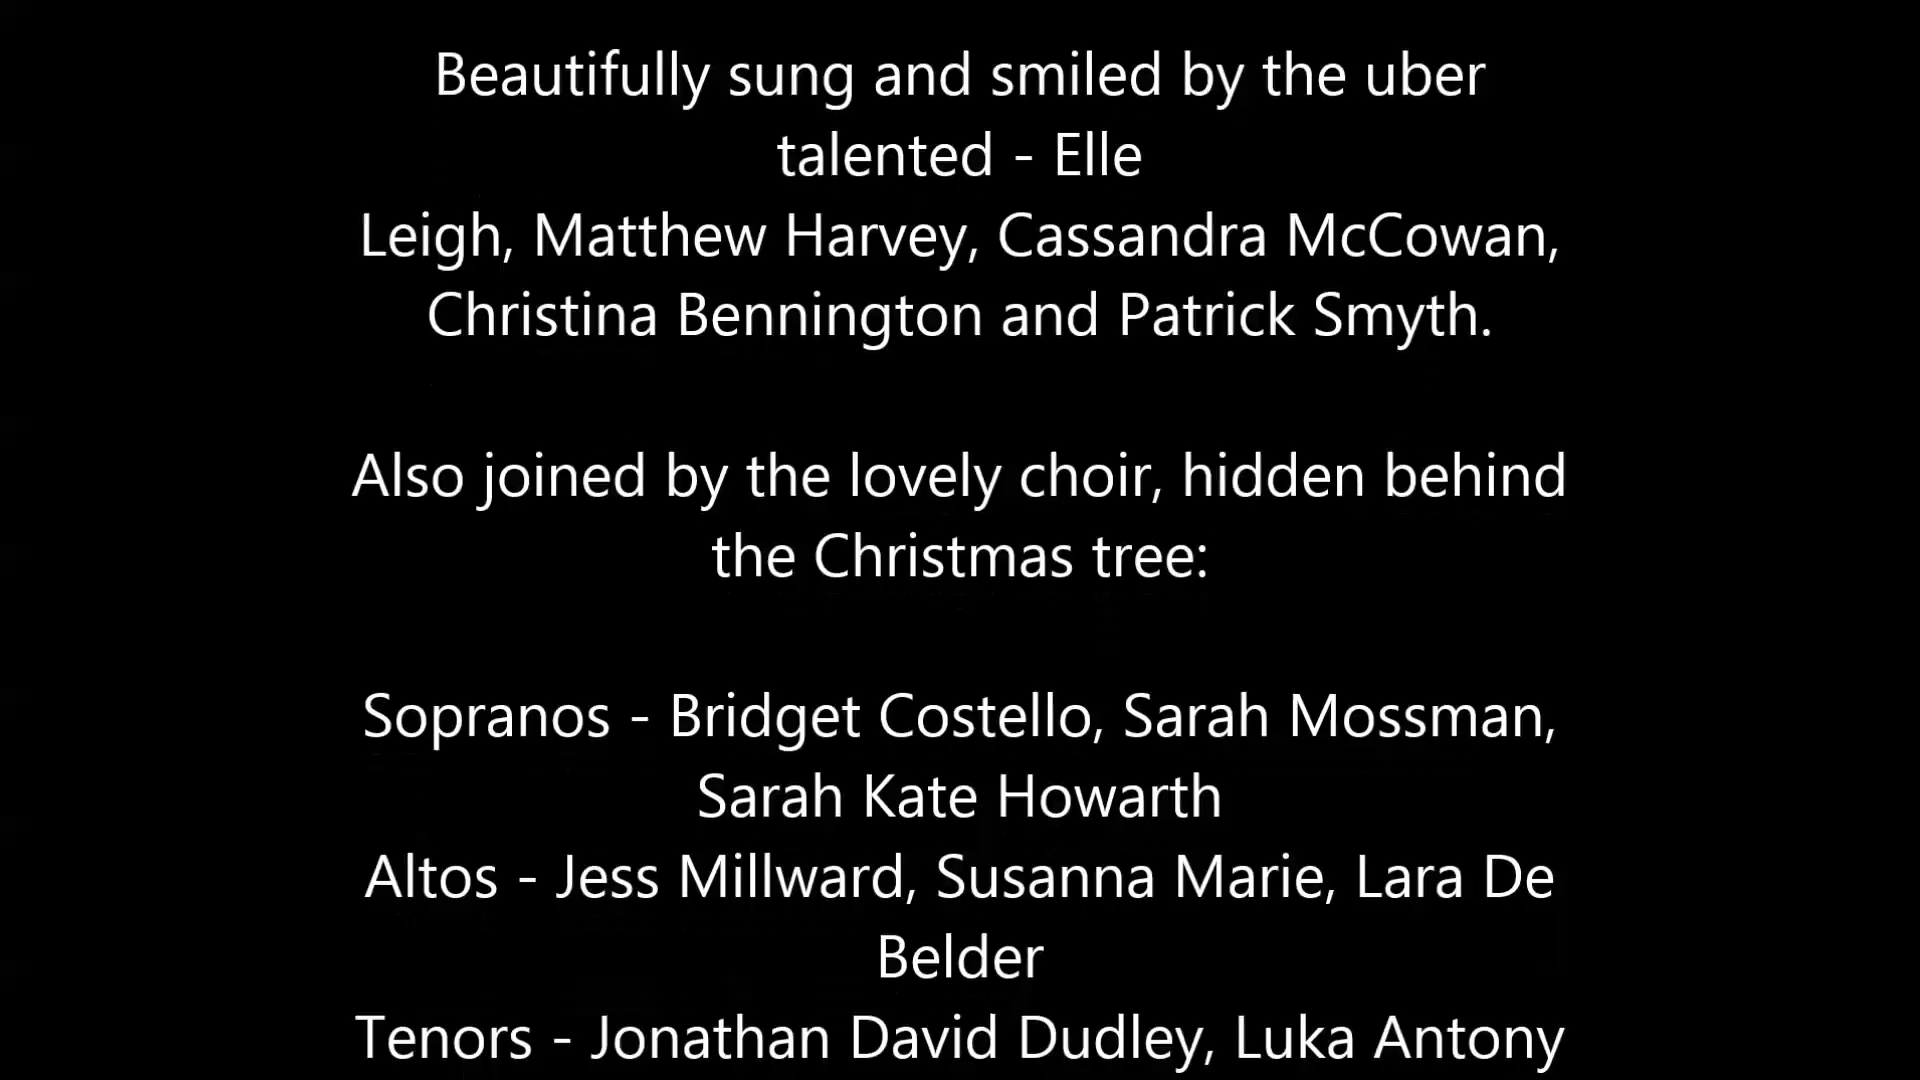 Beautifully sung and smiled by the uber
talented - Elle
Leigh, Matthew Harvey, Cassandra McCowan,
Christina Bennington and Patrick Smyth.
Also joined by the lovely choir, hidden behind
the Christmas tree:
Sopranos - Bridget Costello, Sarah Mossman,
Sarah Kate Howarth
Altos - Jess Millward, Susanna Marie, Lara De
Belder
Tenors - Jonathan David Dudley, Luka Antony